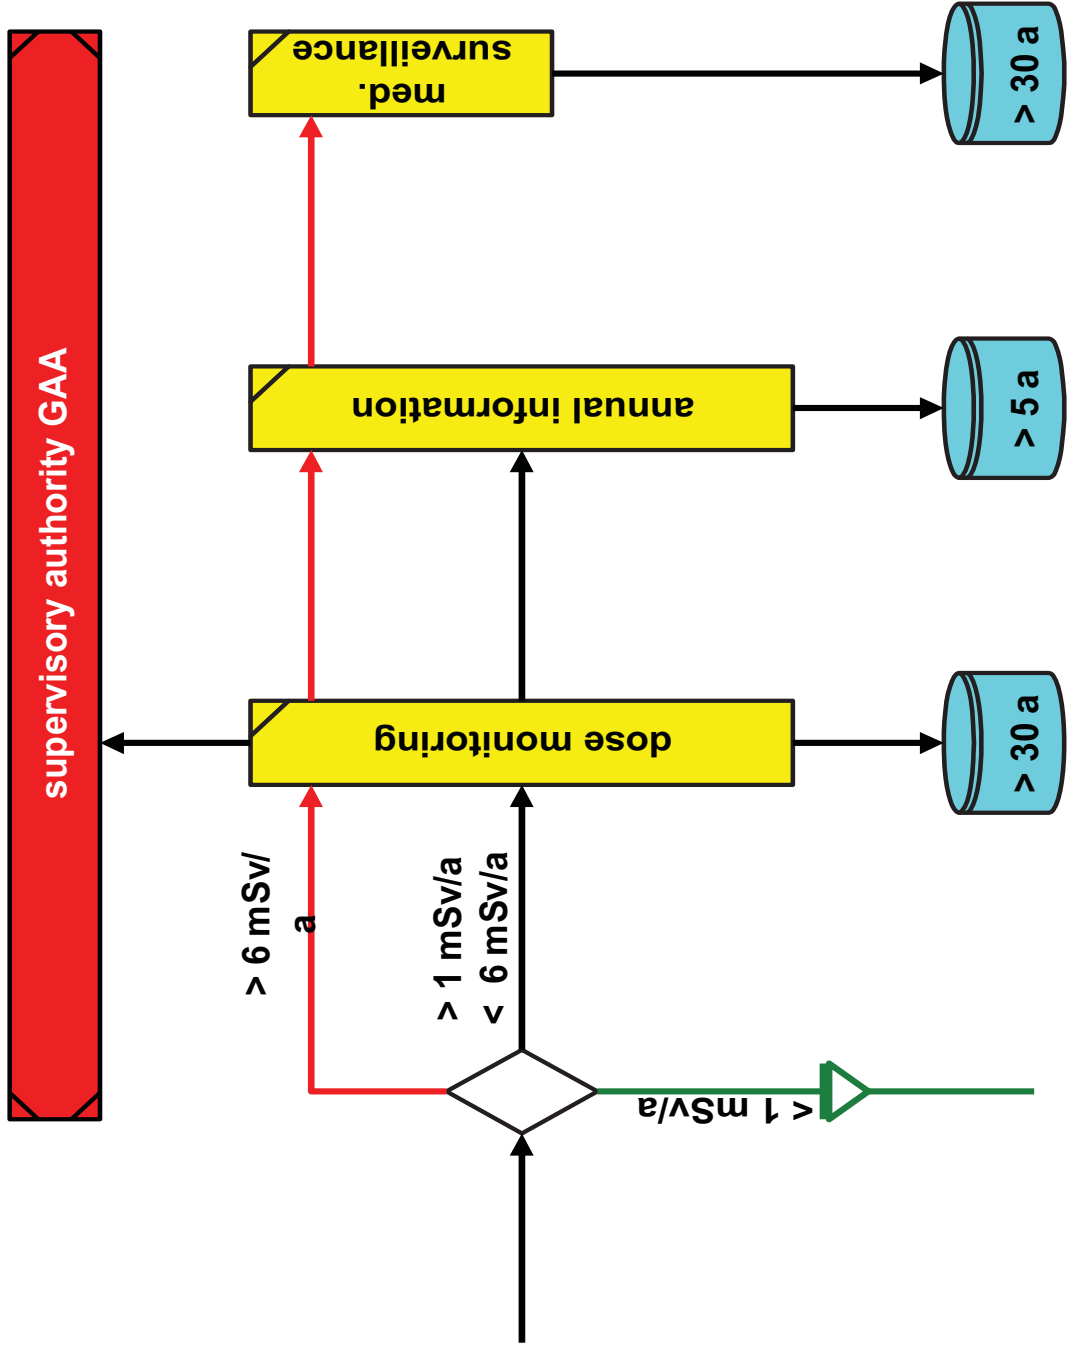 supervisory authority GAA
> 6 mSv/
a
> 1 mSv/a
< 6 mSv/a
< 1 mSv/a
dose monitoring
annual information
med.
surveillance
> 30 a
> 5 a
> 30 a